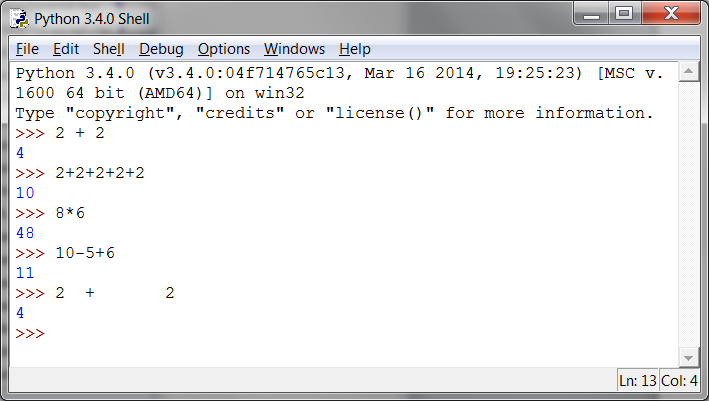 Python 3.4.0 Shell
File Edit Shell Debug Options Windows Help
Python 3.4.0 (v3.4.0:04f714765c13, Mar 16 2014, 19:25:23) [MSC v.
1600 64 bit (AMD64)] on win32
Type "copyright", "credits" or "license()" for more information.
>>> 2 + 2
4
>>> 2+2+2+2+2
10
>>> 8*6
48
>>> 10-5+6
11
>>> 2  +       2
4
>>>
Ln: 13 Col: 4